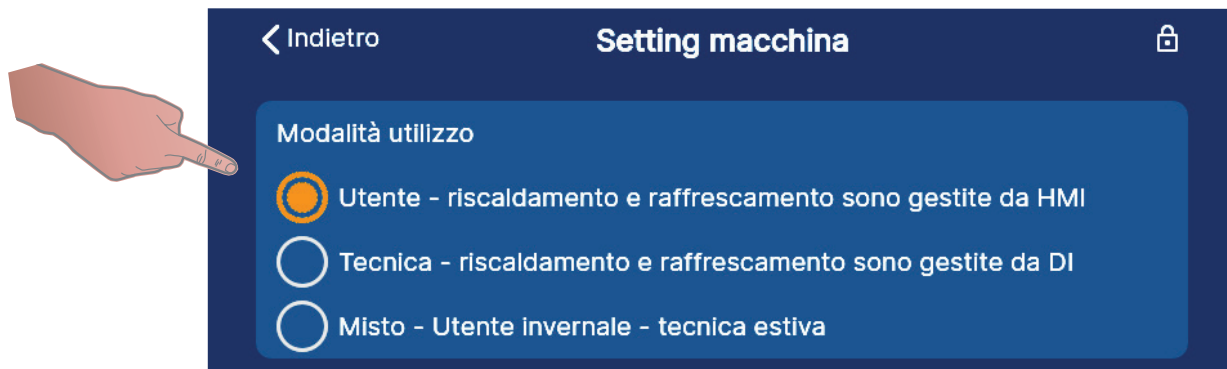 Indietro
Setting macchina
Modalità utilizzo
Utente - riscaldamento e raffrescamento sono gestite da HMI
Tecnica - riscaldamento e raffrescamento sono gestite da DI
Misto - Utente invernale - tecnica estiva